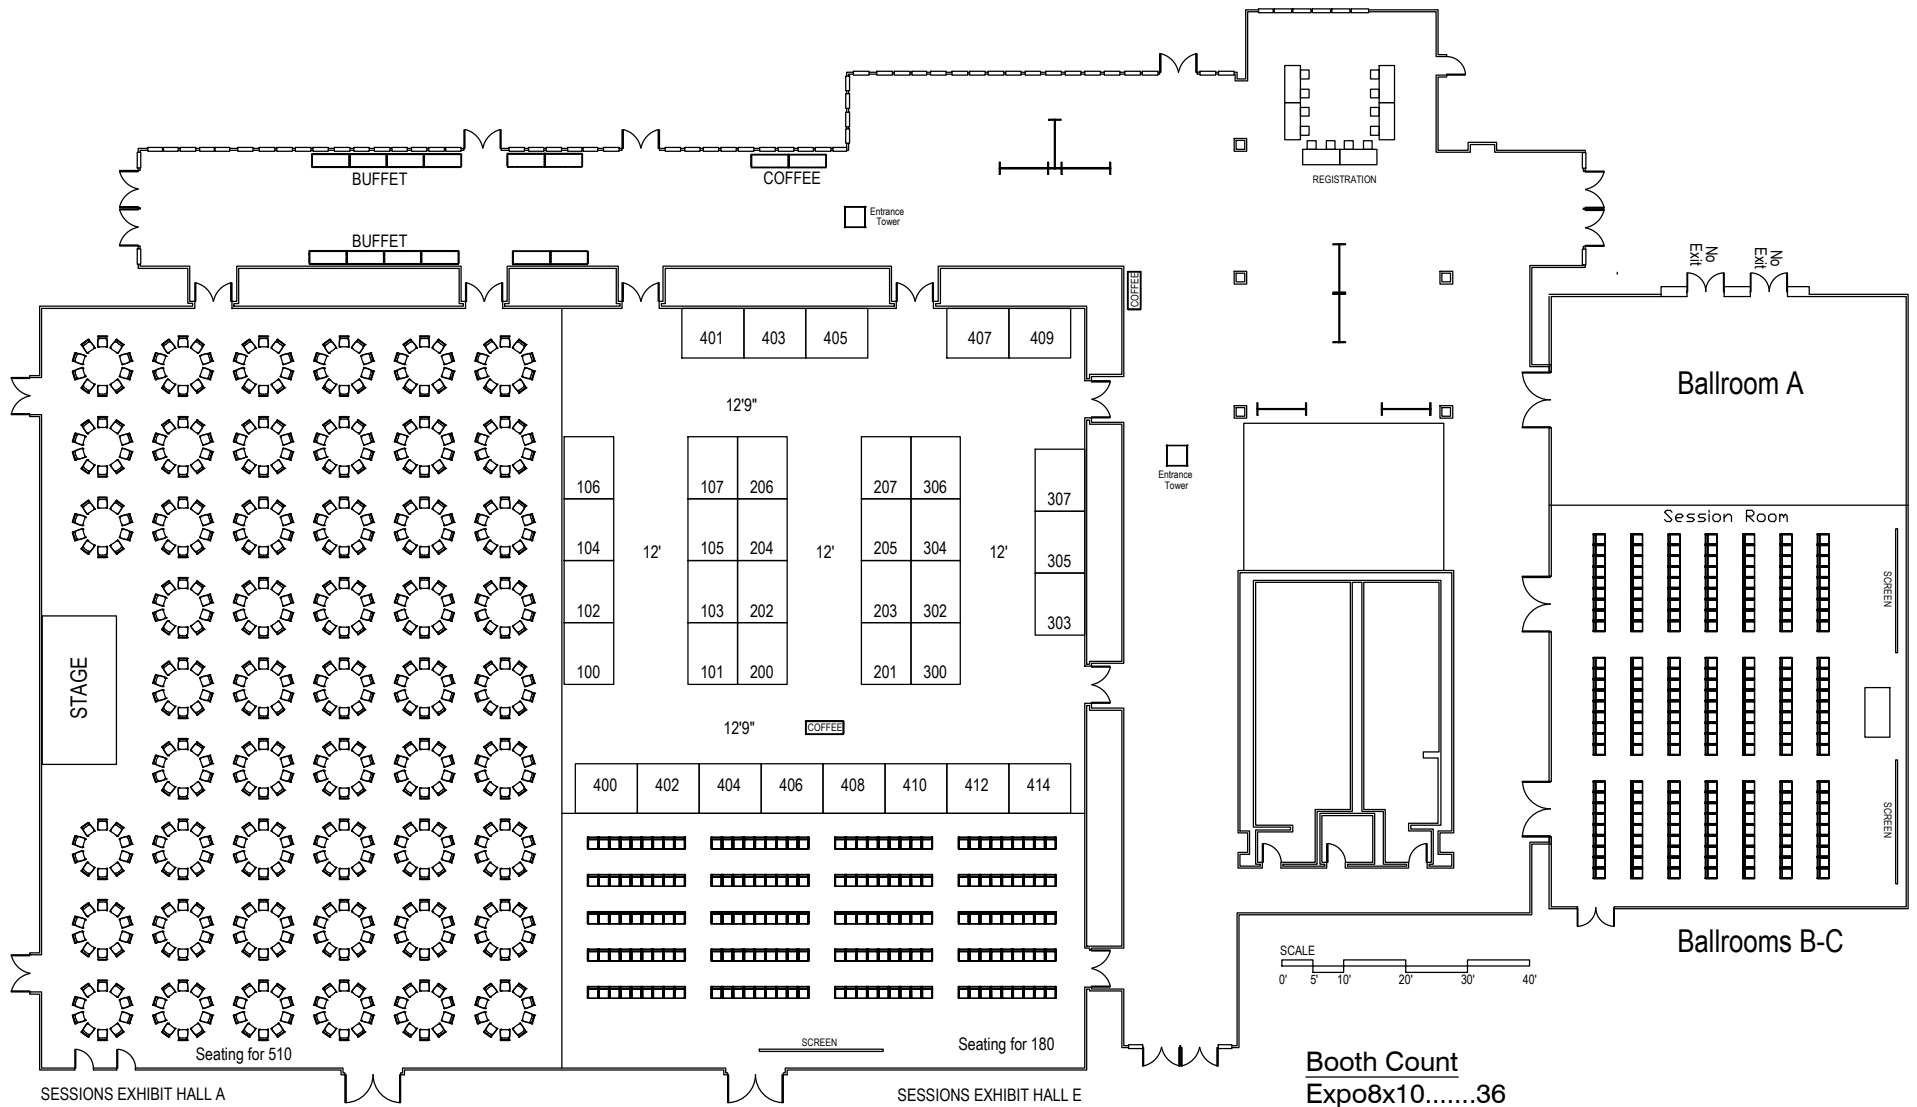 No
Exit
No
Exit
BUFFET
COFFEE
REGISTRATION
Entrance
Tower
BUFFET
COFFEE
401 403 405 407 409
Ballroom A
12'9"
Entrance
Tower
106 107 206 207 306 307
Session Room
104 12' 105 204 12' 205 304 12' 305
SCREEN
102 103 202 203 302 303
100 101 200 201 300
STAGE
12'9" COFFEE
400 402 404 406 408 410 412 414
SCREEN
Ballrooms B-C
SCALE
0' 5' 10' 20' 30' 40'
Seating for 510
SCREEN
Seating for 180
Booth Count
Expo8x10.......36
SESSIONS EXHIBIT HALL A
SESSIONS EXHIBIT HALL E